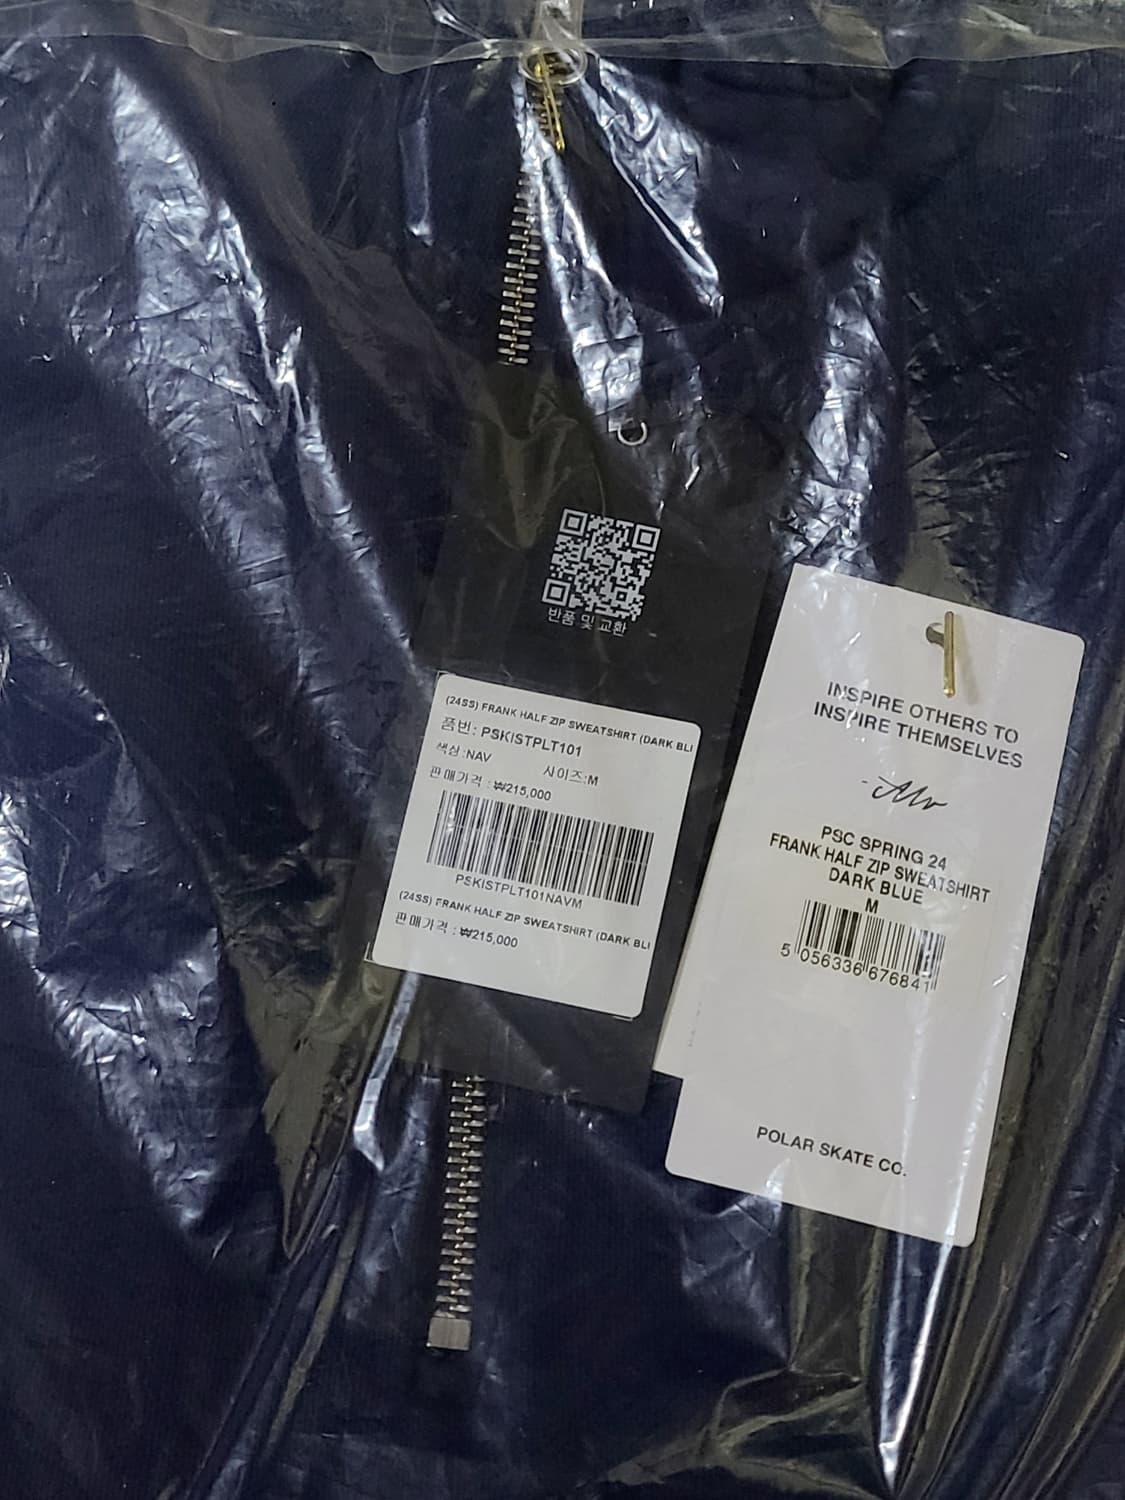 반품 및 교환
(24SS) FRANK HALF ZIP SWEATSHIRT (DARK BLI
품번: PSKISTPLT101
색상:NAV 사이즈:M
판매가격 : ₩215,000
PSKISTPLT101NAVM
(24SS) FRANK HALF ZIP SWEATSHIRT (DARK BLI
판매가격 : ₩215,000
INSPIRE OTHERS TO
INSPIRE THEMSELVES
PSC SPRING 24
FRANK HALF ZIP SWEATSHIRT
DARK BLUE
M
5 056336 676841
POLAR SKATE CO.